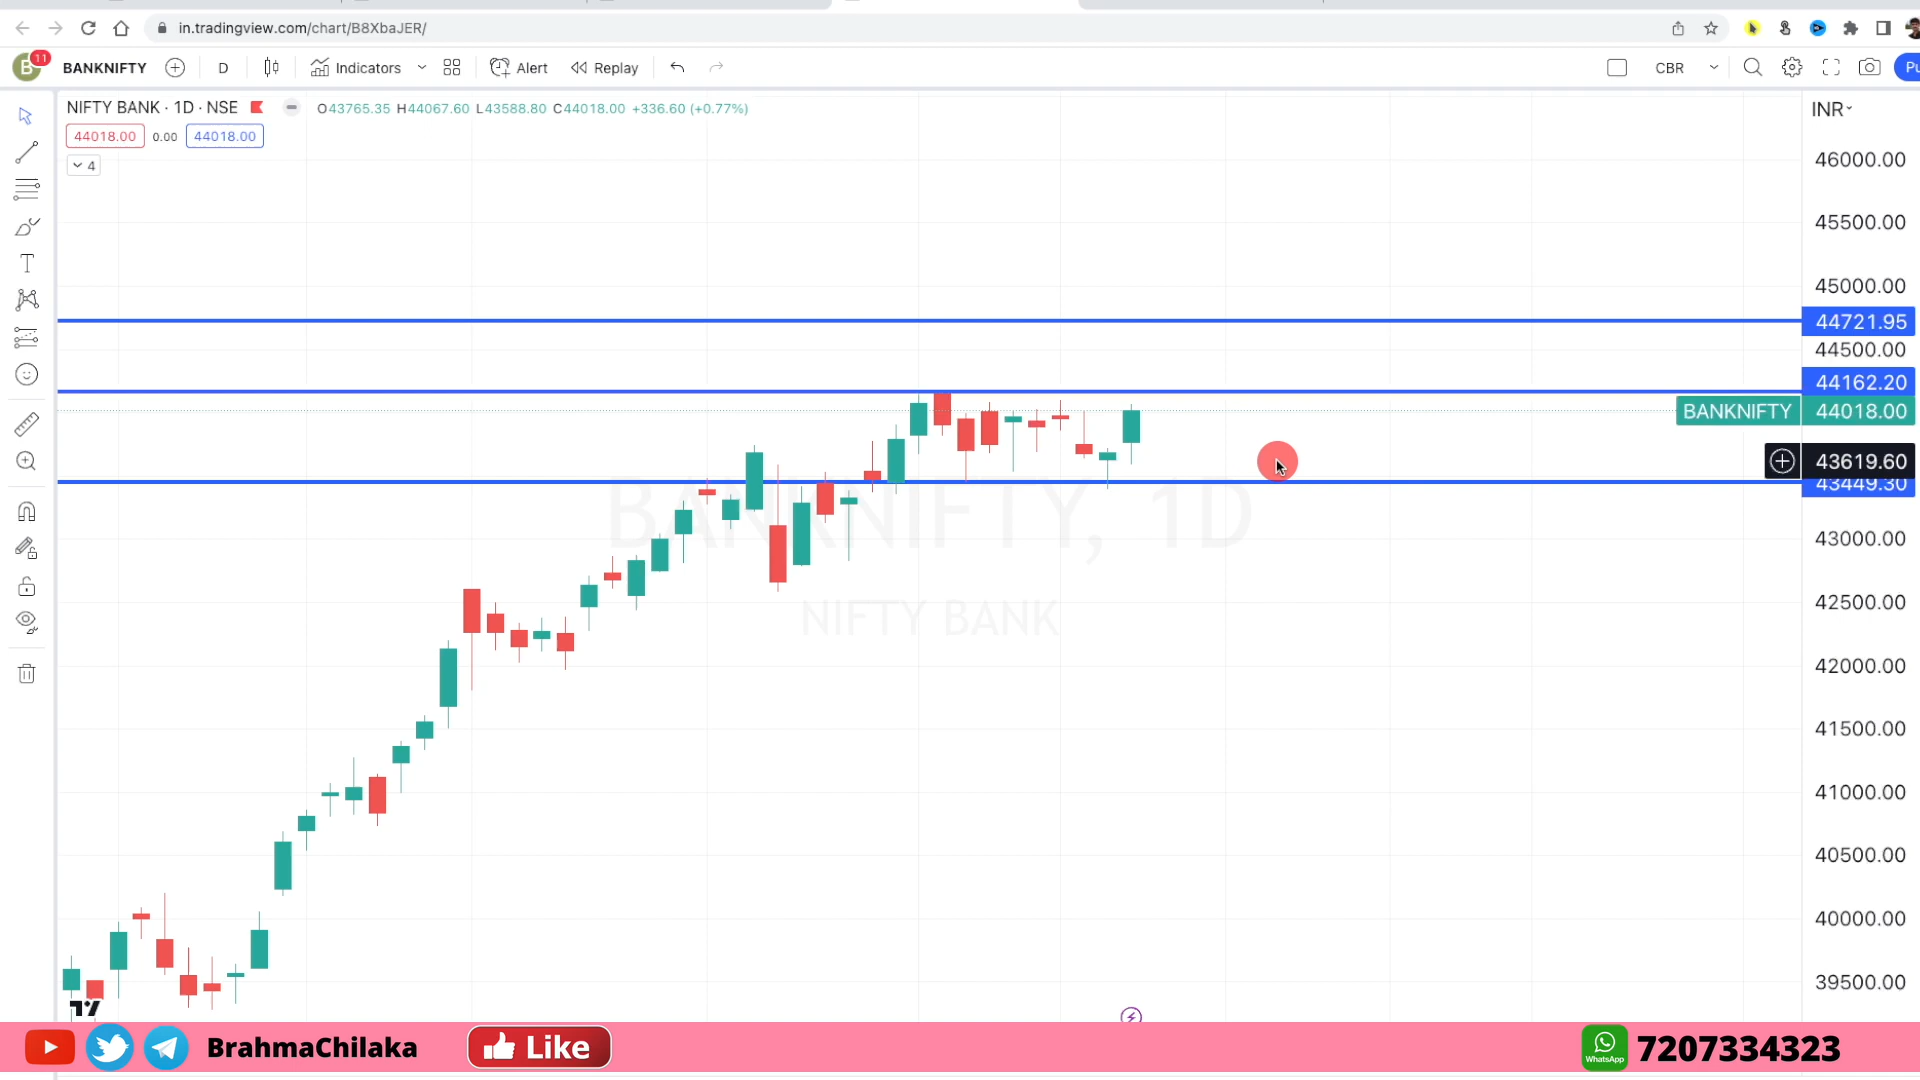 in.tradingview.com/chart/B8XbaJER/
B 11 BANKNIFTY D Indicators Alert Replay CBR Pu
NIFTY BANK · 1D · NSE O43765.35 H44067.60 L43588.80 C44018.00 +336.60 (+0.77%)
44018.00 0.00 44018.00
4
INR
46000.00
45500.00
45000.00
44721.95
44500.00
44162.20
BANKNIFTY 44018.00
43619.60
43449.30
BANKNIFTY, 1D
43000.00
NIFTY BANK
42500.00
42000.00
41500.00
41000.00
40500.00
40000.00
39500.00
BrahmaChilaka Like WhatsApp 7207334323